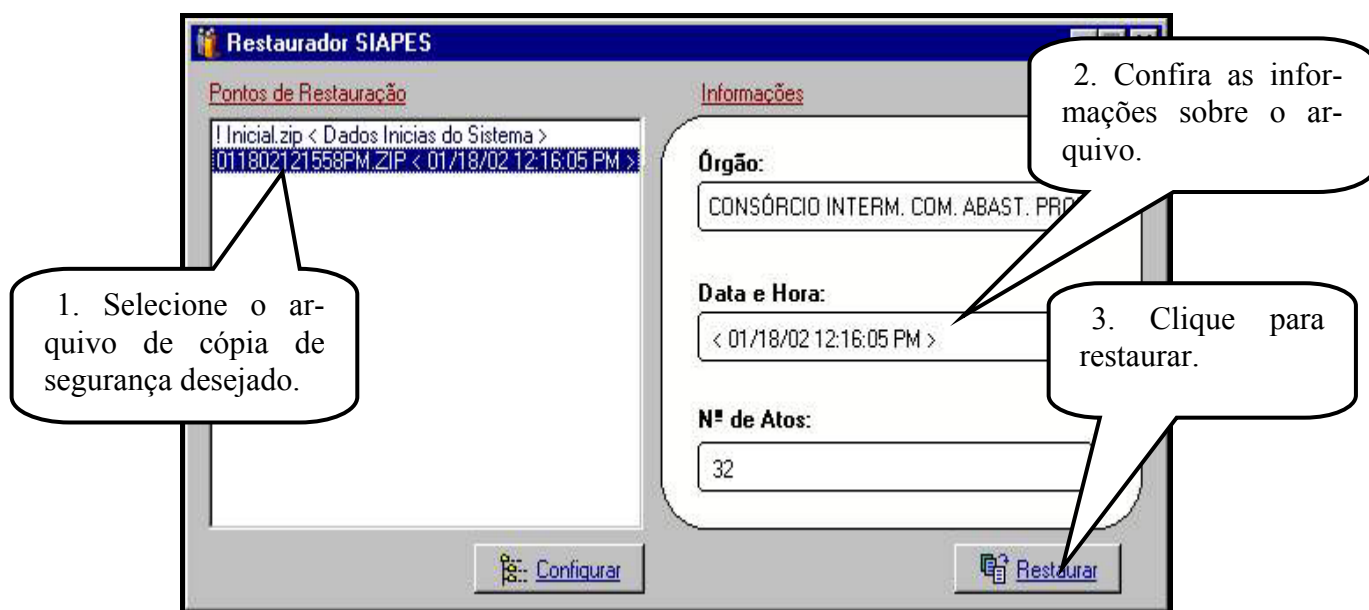 Restaurador SIAPES
Pontos de Restauração
! Inicial.zip < Dados Inicias do Sistema >
011802121558PM.ZIP < 01/18/02 12:16:05 PM >
Informações
Órgão:
CONSÓRCIO INTERM. COM. ABAST. PRO
Data e Hora:
< 01/18/02 12:16:05 PM >
Nº de Atos:
32
Configurar
Restaurar
1. Selecione o ar-
quivo de cópia de
segurança desejado.
2. Confira as infor-
mações sobre o ar-
quivo.
3. Clique para
restaurar.